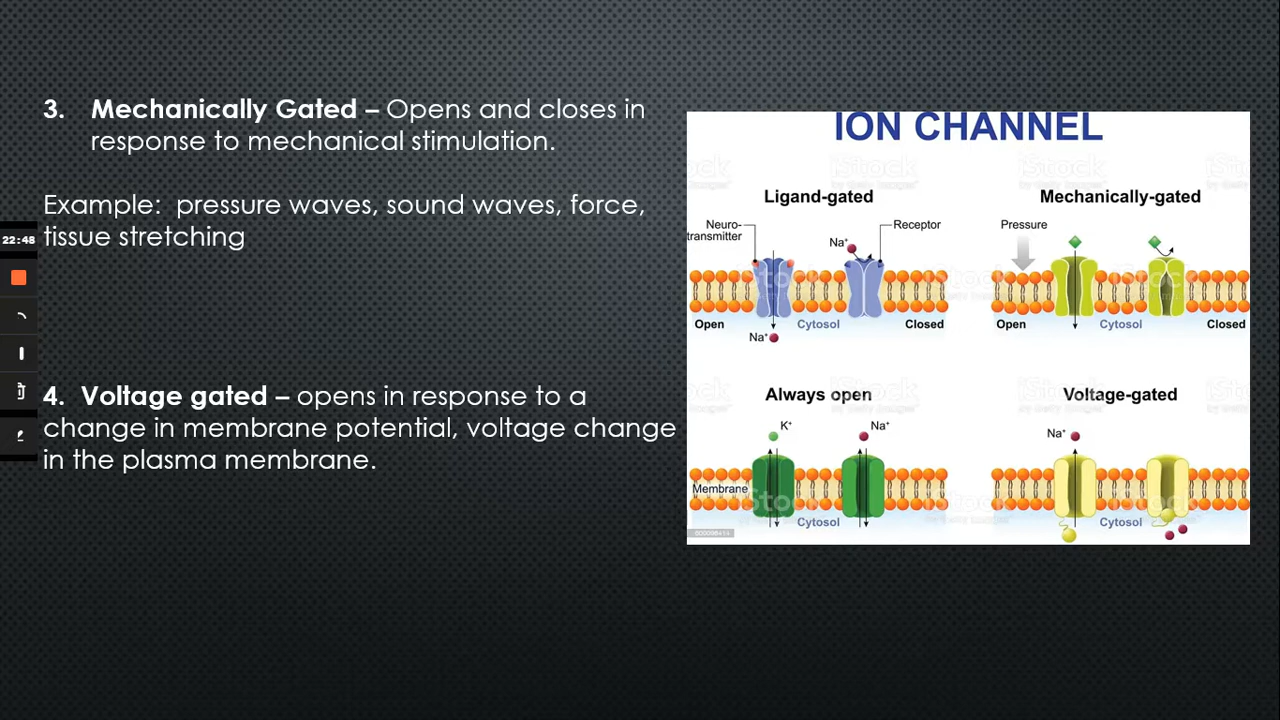 3. Mechanically Gated – Opens and closes in
response to mechanical stimulation.
Example: pressure waves, sound waves, force,
tissue stretching
22:48
4. Voltage gated – opens in response to a
change in membrane potential, voltage change
in the plasma membrane.
ION CHANNEL
Ligand-gated
Neuro-
transmitter
Na+
Receptor
Open
Cytosol
Closed
Na+
Mechanically-gated
Pressure
Open
Cytosol
Closed
Always open
K+
Na+
Membrane
Cytosol
Voltage-gated
Na+
Cytosol
iStock